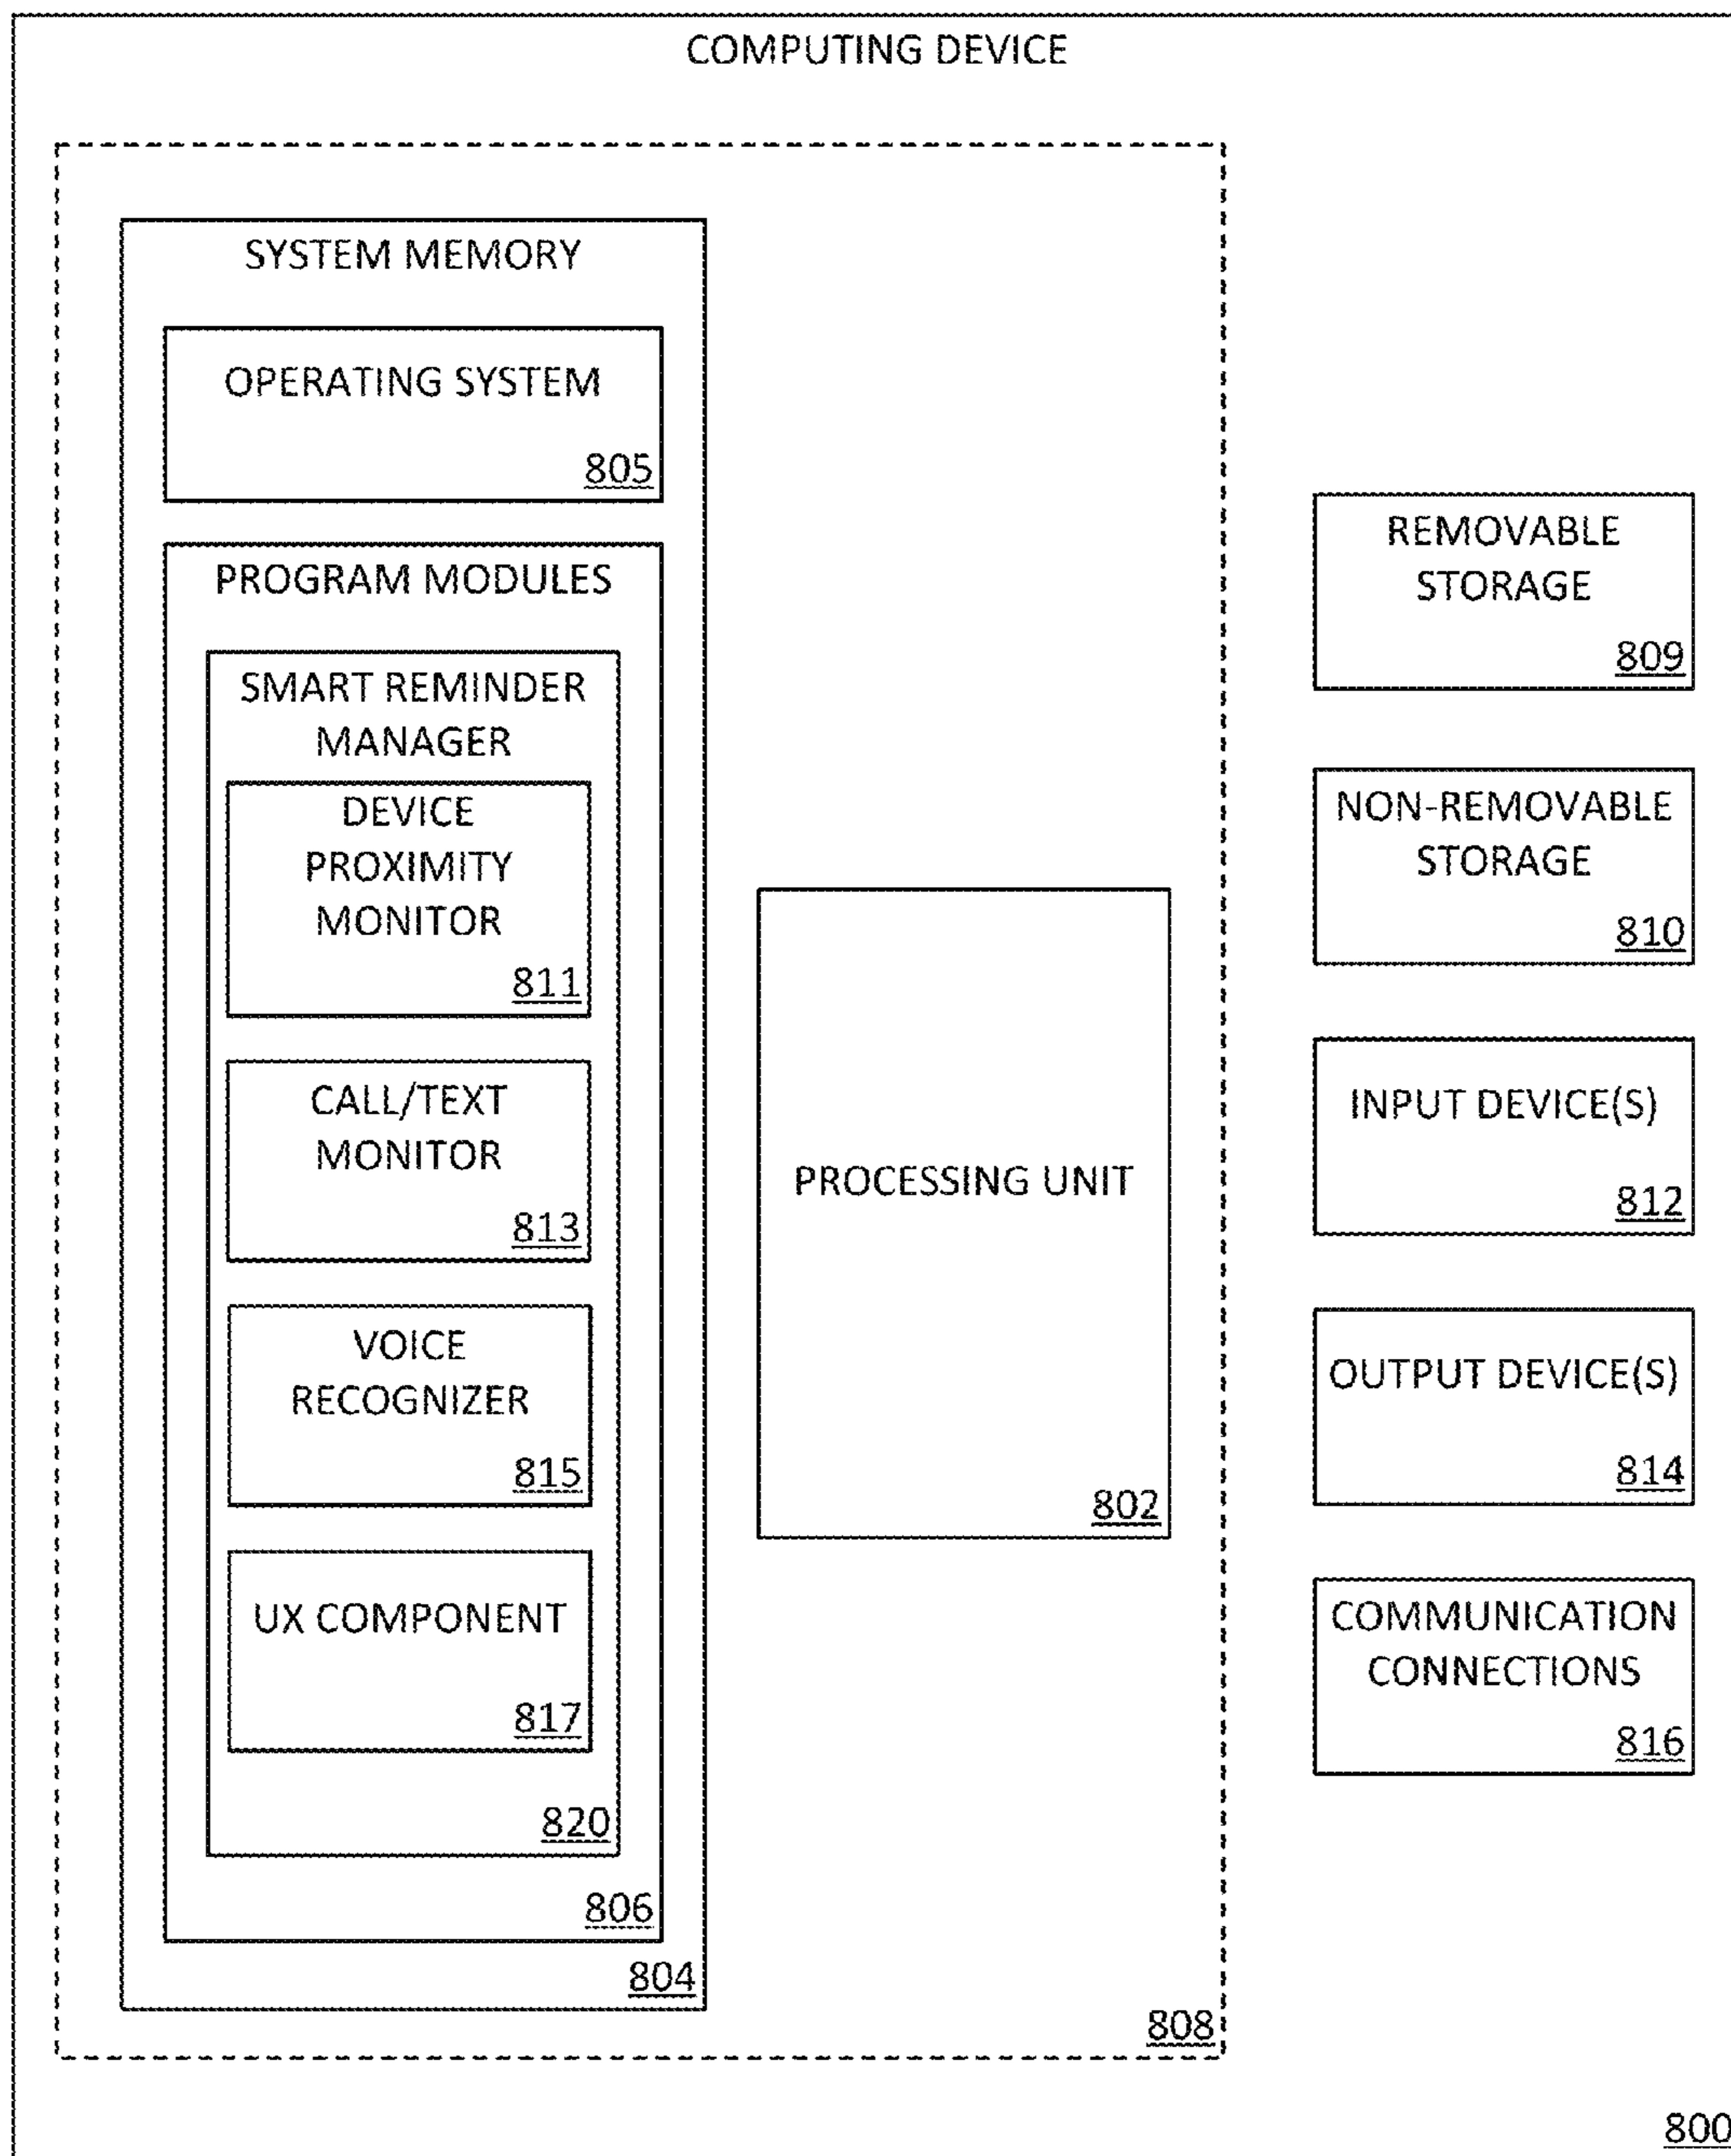 COMPUTING DEVICE
SYSTEM MEMORY
OPERATING SYSTEM
805
PROGRAM MODULES
SMART REMINDER
MANAGER
DEVICE
PROXIMITY
MONITOR
811
CALL/TEXT
MONITOR
813
VOICE
RECOGNIZER
815
UX COMPONENT
817
820
806
804
PROCESSING UNIT
802
808
REMOVABLE
STORAGE
809
NON-REMOVABLE
STORAGE
810
INPUT DEVICE(S)
812
OUTPUT DEVICE(S)
814
COMMUNICATION
CONNECTIONS
816
800